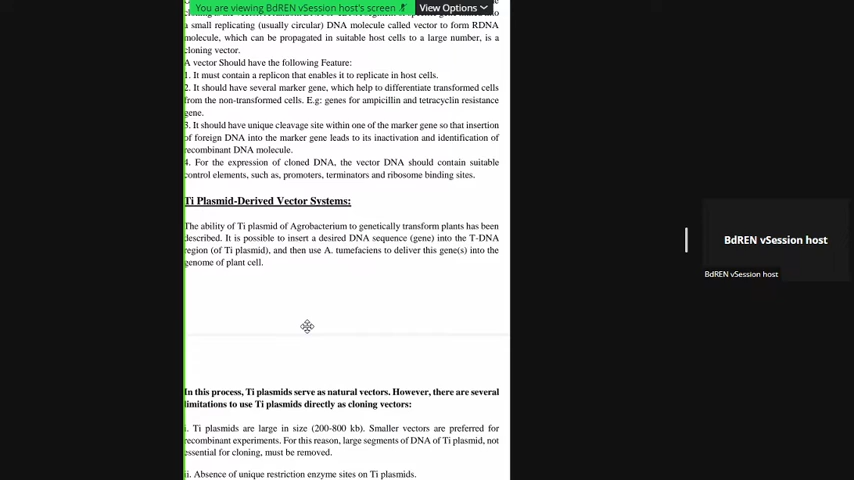 You are viewing BdREN vSession host's screen
View Options
a small replicating (usually circular) DNA molecule called vector to form RDNA
molecule, which can be propagated in suitable host cells to a large number, is a
cloning vector.
A vector Should have the following Feature:
1. It must contain a replicon that enables it to replicate in host cells.
2. It should have several marker gene, which help to differentiate transformed cells
from the non-transformed cells. E.g: genes for ampicillin and tetracyclin resistance
gene.
3. It should have unique cleavage site within one of the marker gene so that insertion
of foreign DNA into the marker gene leads to its inactivation and identification of
recombinant DNA molecule.
4. For the expression of cloned DNA, the vector DNA should contain suitable
control elements, such as, promoters, terminators and ribosome binding sites.
Ti Plasmid-Derived Vector Systems:
The ability of Ti plasmid of Agrobacterium to genetically transform plants has been
described. It is possible to insert a desired DNA sequence (gene) into the T-DNA
region (of Ti plasmid), and then use A. tumefaciens to deliver this gene(s) into the
genome of plant cell.
In this process, Ti plasmids serve as natural vectors. However, there are several
limitations to use Ti plasmids directly as cloning vectors:
i. Ti plasmids are large in size (200-800 kb). Smaller vectors are preferred for
recombinant experiments. For this reason, large segments of DNA of Ti plasmid, not
essential for cloning, must be removed.
ii. Absence of unique restriction enzyme sites on Ti plasmids.
BdREN vSession host
BdREN vSession host